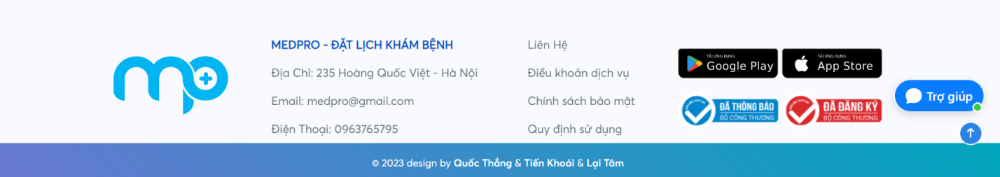 mp
MEDPRO - ĐẶT LỊCH KHÁM BỆNH
Địa Chỉ: 235 Hoàng Quốc Việt - Hà Nội
Email: medpro@gmail.com
Điện Thoại: 0963765795
Liên Hệ
Điều khoản dịch vụ
Chính sách bảo mật
Quy định sử dụng
TẢI ỨNG DỤNG
Google Play
TẢI ỨNG DỤNG
App Store
ĐÃ THÔNG BÁO
BỘ CÔNG THƯƠNG
ĐÃ ĐĂNG KÝ
BỘ CÔNG THƯƠNG
Trợ giúp
© 2023 design by Quốc Thắng & Tiến Khoái & Lại Tâm